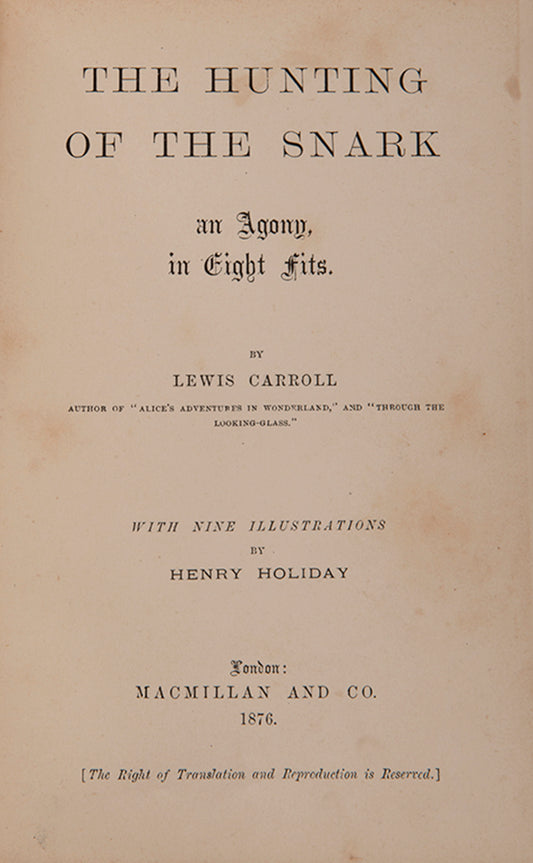 THE HUNTING
OF THE SNARK
an Agony,
in Eight Fits.
BY
LEWIS CARROLL
AUTHOR OF "ALICE'S ADVENTURES IN WONDERLAND," AND "THROUGH THE
LOOKING-GLASS."
WITH NINE ILLUSTRATIONS
BY
HENRY HOLIDAY
London:
MACMILLAN AND CO.
1876.
[The Right of Translation and Reproduction is Reserved.]